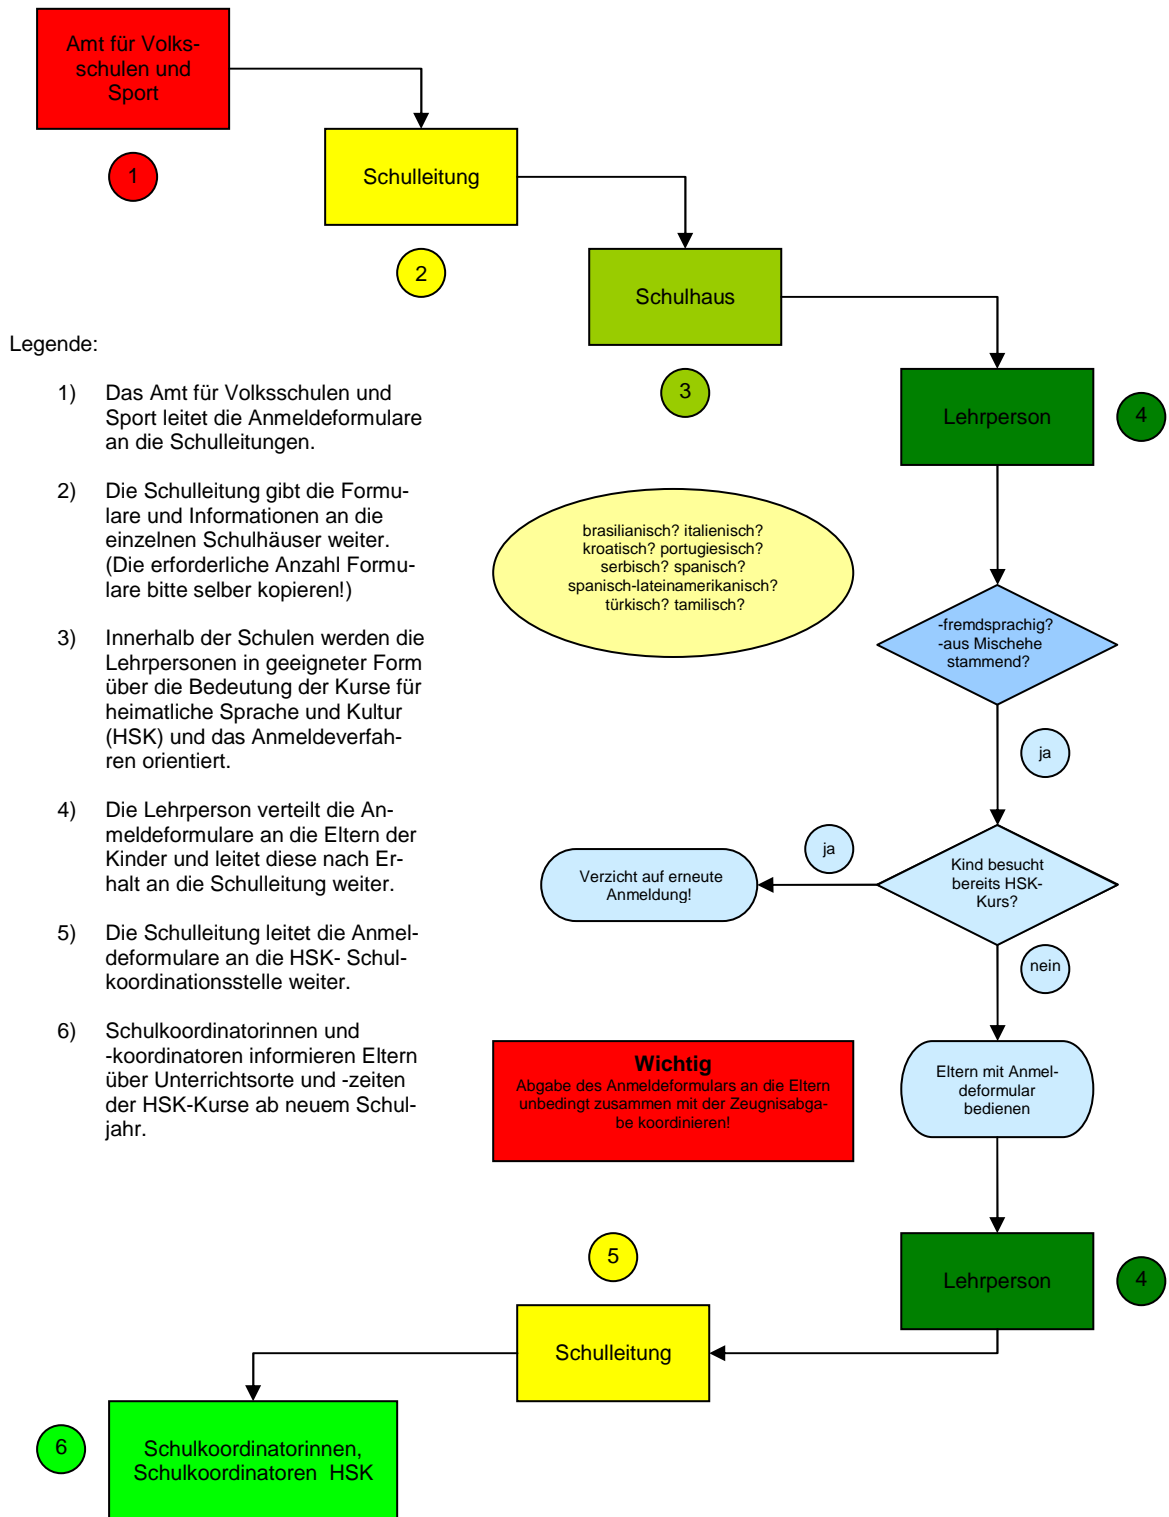 Amt für Volks-
schulen und
Sport
1
Schulleitung
2
Schulhaus
3
Lehrperson
4
Legende:
1) Das Amt für Volksschulen und
Sport leitet die Anmeldeformulare
an die Schulleitungen.
2) Die Schulleitung gibt die Formu-
lare und Informationen an die
einzelnen Schulhäuser weiter.
(Die erforderliche Anzahl Formu-
lare bitte selber kopieren!)
3) Innerhalb der Schulen werden die
Lehrpersonen in geeigneter Form
über die Bedeutung der Kurse für
heimatliche Sprache und Kultur
(HSK) und das Anmeldeverfah-
ren orientiert.
4) Die Lehrperson verteilt die An-
meldeformulare an die Eltern der
Kinder und leitet diese nach Er-
halt an die Schulleitung weiter.
5) Die Schulleitung leitet die Anmel-
deformulare an die HSK- Schul-
koordinationsstelle weiter.
6) Schulkoordinatorinnen und
-koordinatoren informieren Eltern
über Unterrichtsorte und -zeiten
der HSK-Kurse ab neuem Schul-
jahr.
brasilianisch? italienisch?
kroatisch? portugiesisch?
serbisch? spanisch?
spanisch-lateinamerikanisch?
türkisch? tamilisch?
-fremdsprachig?
-aus Mischehe
stammend?
ja
Kind besucht
bereits HSK-
Kurs?
ja
Verzicht auf erneute
Anmeldung!
nein
Eltern mit Anmel-
deformular
bedienen
Wichtig
Abgabe des Anmeldeformulars an die Eltern
unbedingt zusammen mit der Zeugnisabga-
be koordinieren!
Lehrperson
4
5
Schulleitung
6
Schulkoordinatorinnen,
Schulkoordinatoren HSK